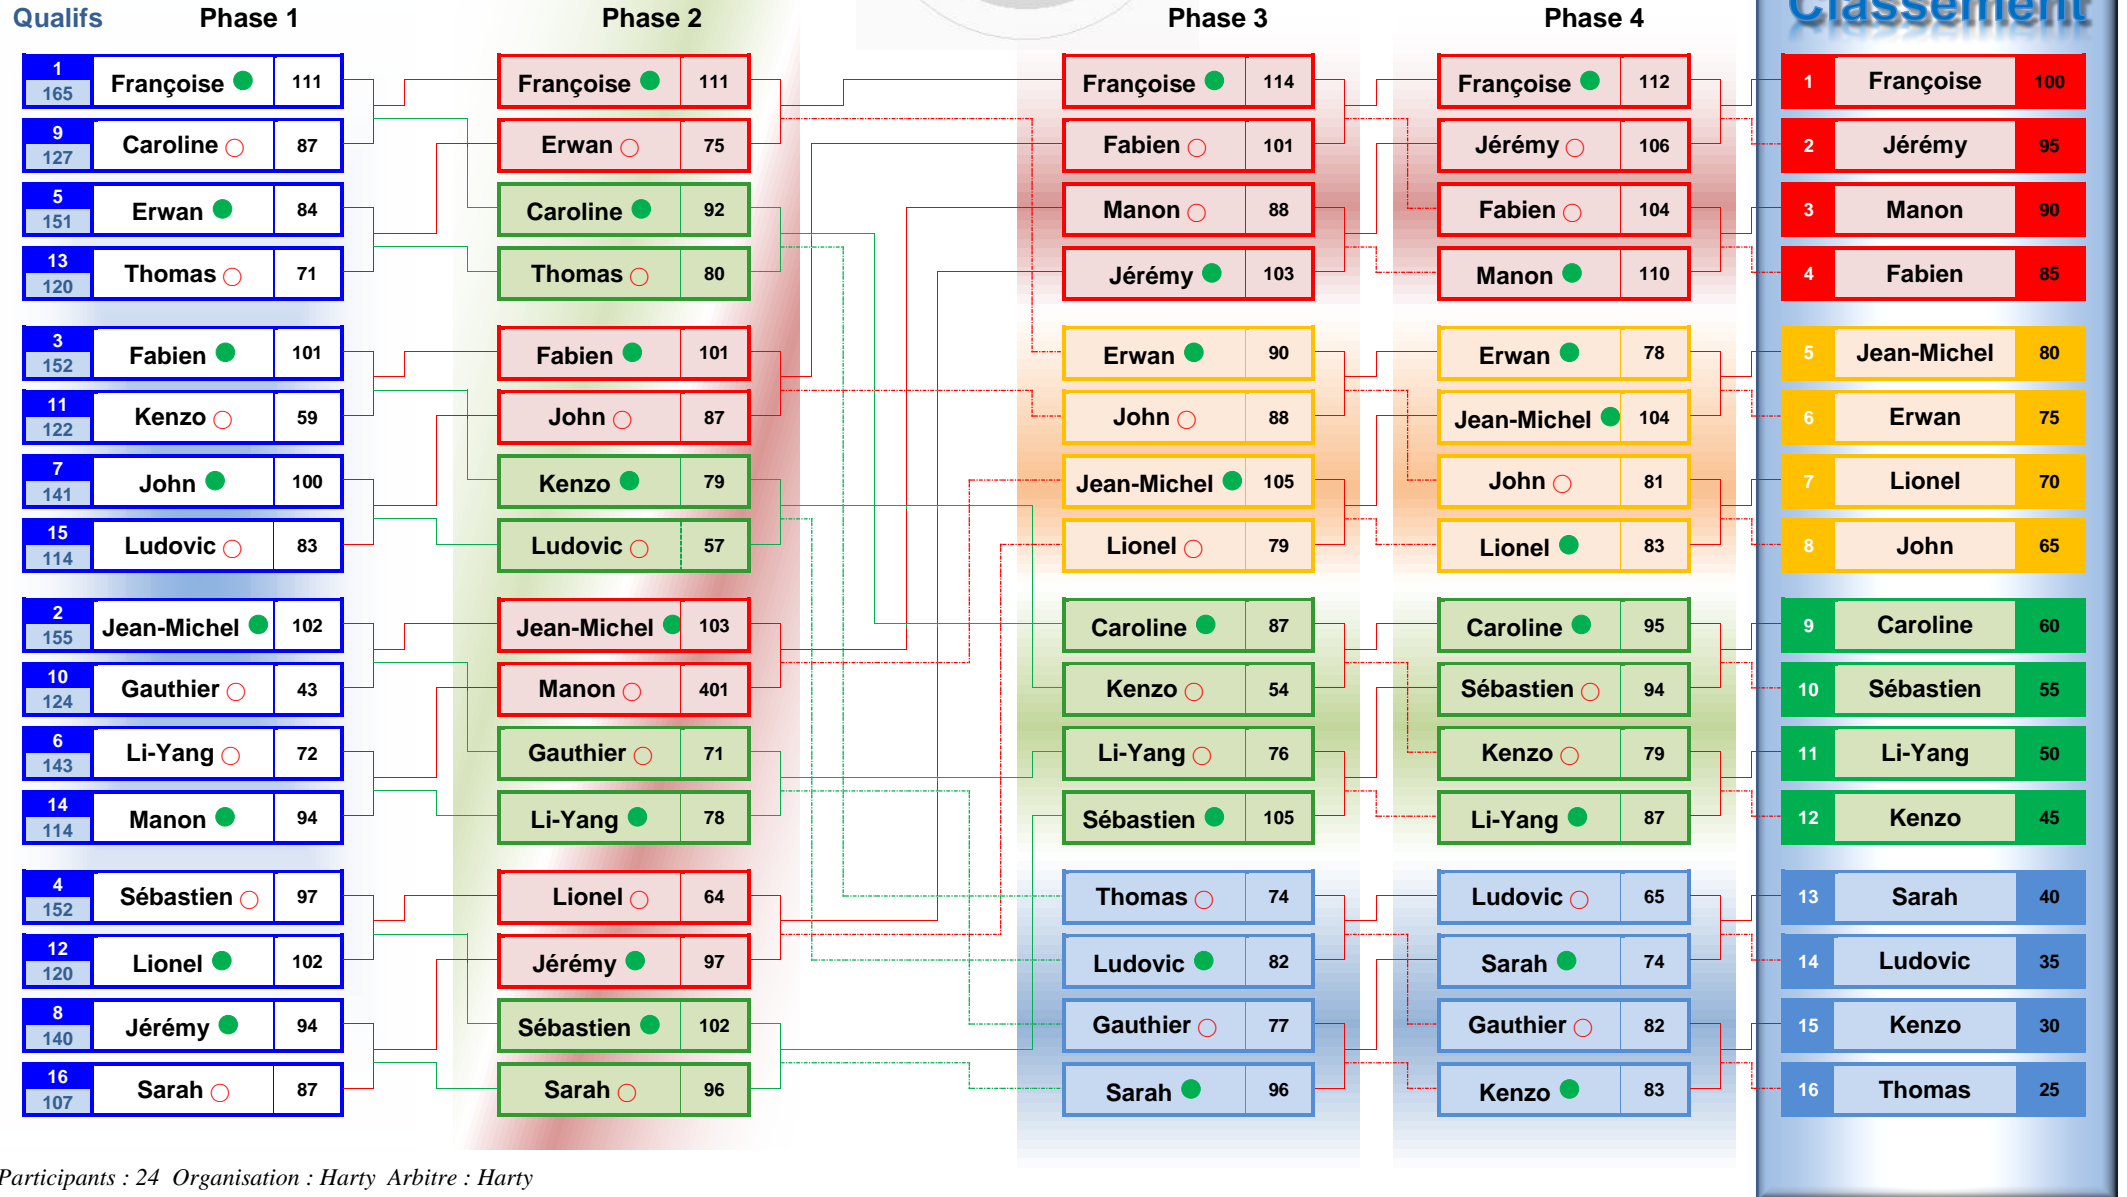 Qualifs Phase 1 Phase 2 Phase 3 Phase 4 Classement
1 165 Françoise 111 Françoise 111 Françoise 114 Françoise 112 1 Françoise 100
9 127 Caroline 87 Erwan 75 Fabien 101 Jérémy 106 2 Jérémy 95
5 151 Erwan 84 Caroline 92 Manon 88 Fabien 104 3 Manon 90
13 120 Thomas 71 Thomas 80 Jérémy 103 Manon 110 4 Fabien 85
3 152 Fabien 101 Fabien 101 Erwan 90 Erwan 78 5 Jean-Michel 80
11 122 Kenzo 59 John 87 John 88 Jean-Michel 104 6 Erwan 75
7 141 John 100 Kenzo 79 Jean-Michel 105 John 81 7 Lionel 70
15 114 Ludovic 83 Ludovic 57 Lionel 79 Lionel 83 8 John 65
2 155 Jean-Michel 102 Jean-Michel 103 Caroline 87 Caroline 95 9 Caroline 60
10 124 Gauthier 43 Manon 401 Kenzo 54 Sébastien 94 10 Sébastien 55
6 143 Li-Yang 72 Gauthier 71 Li-Yang 76 Kenzo 79 11 Li-Yang 50
14 114 Manon 94 Li-Yang 78 Sébastien 105 Li-Yang 87 12 Kenzo 45
4 152 Sébastien 97 Lionel 64 Thomas 74 Ludovic 65 13 Sarah 40
12 120 Lionel 102 Jérémy 97 Ludovic 82 Sarah 74 14 Ludovic 35
8 140 Jérémy 94 Sébastien 102 Gauthier 77 Gauthier 82 15 Kenzo 30
16 107 Sarah 87 Sarah 96 Sarah 96 Kenzo 83 16 Thomas 25
Participants : 24 Organisation : Harty Arbitre : Harty